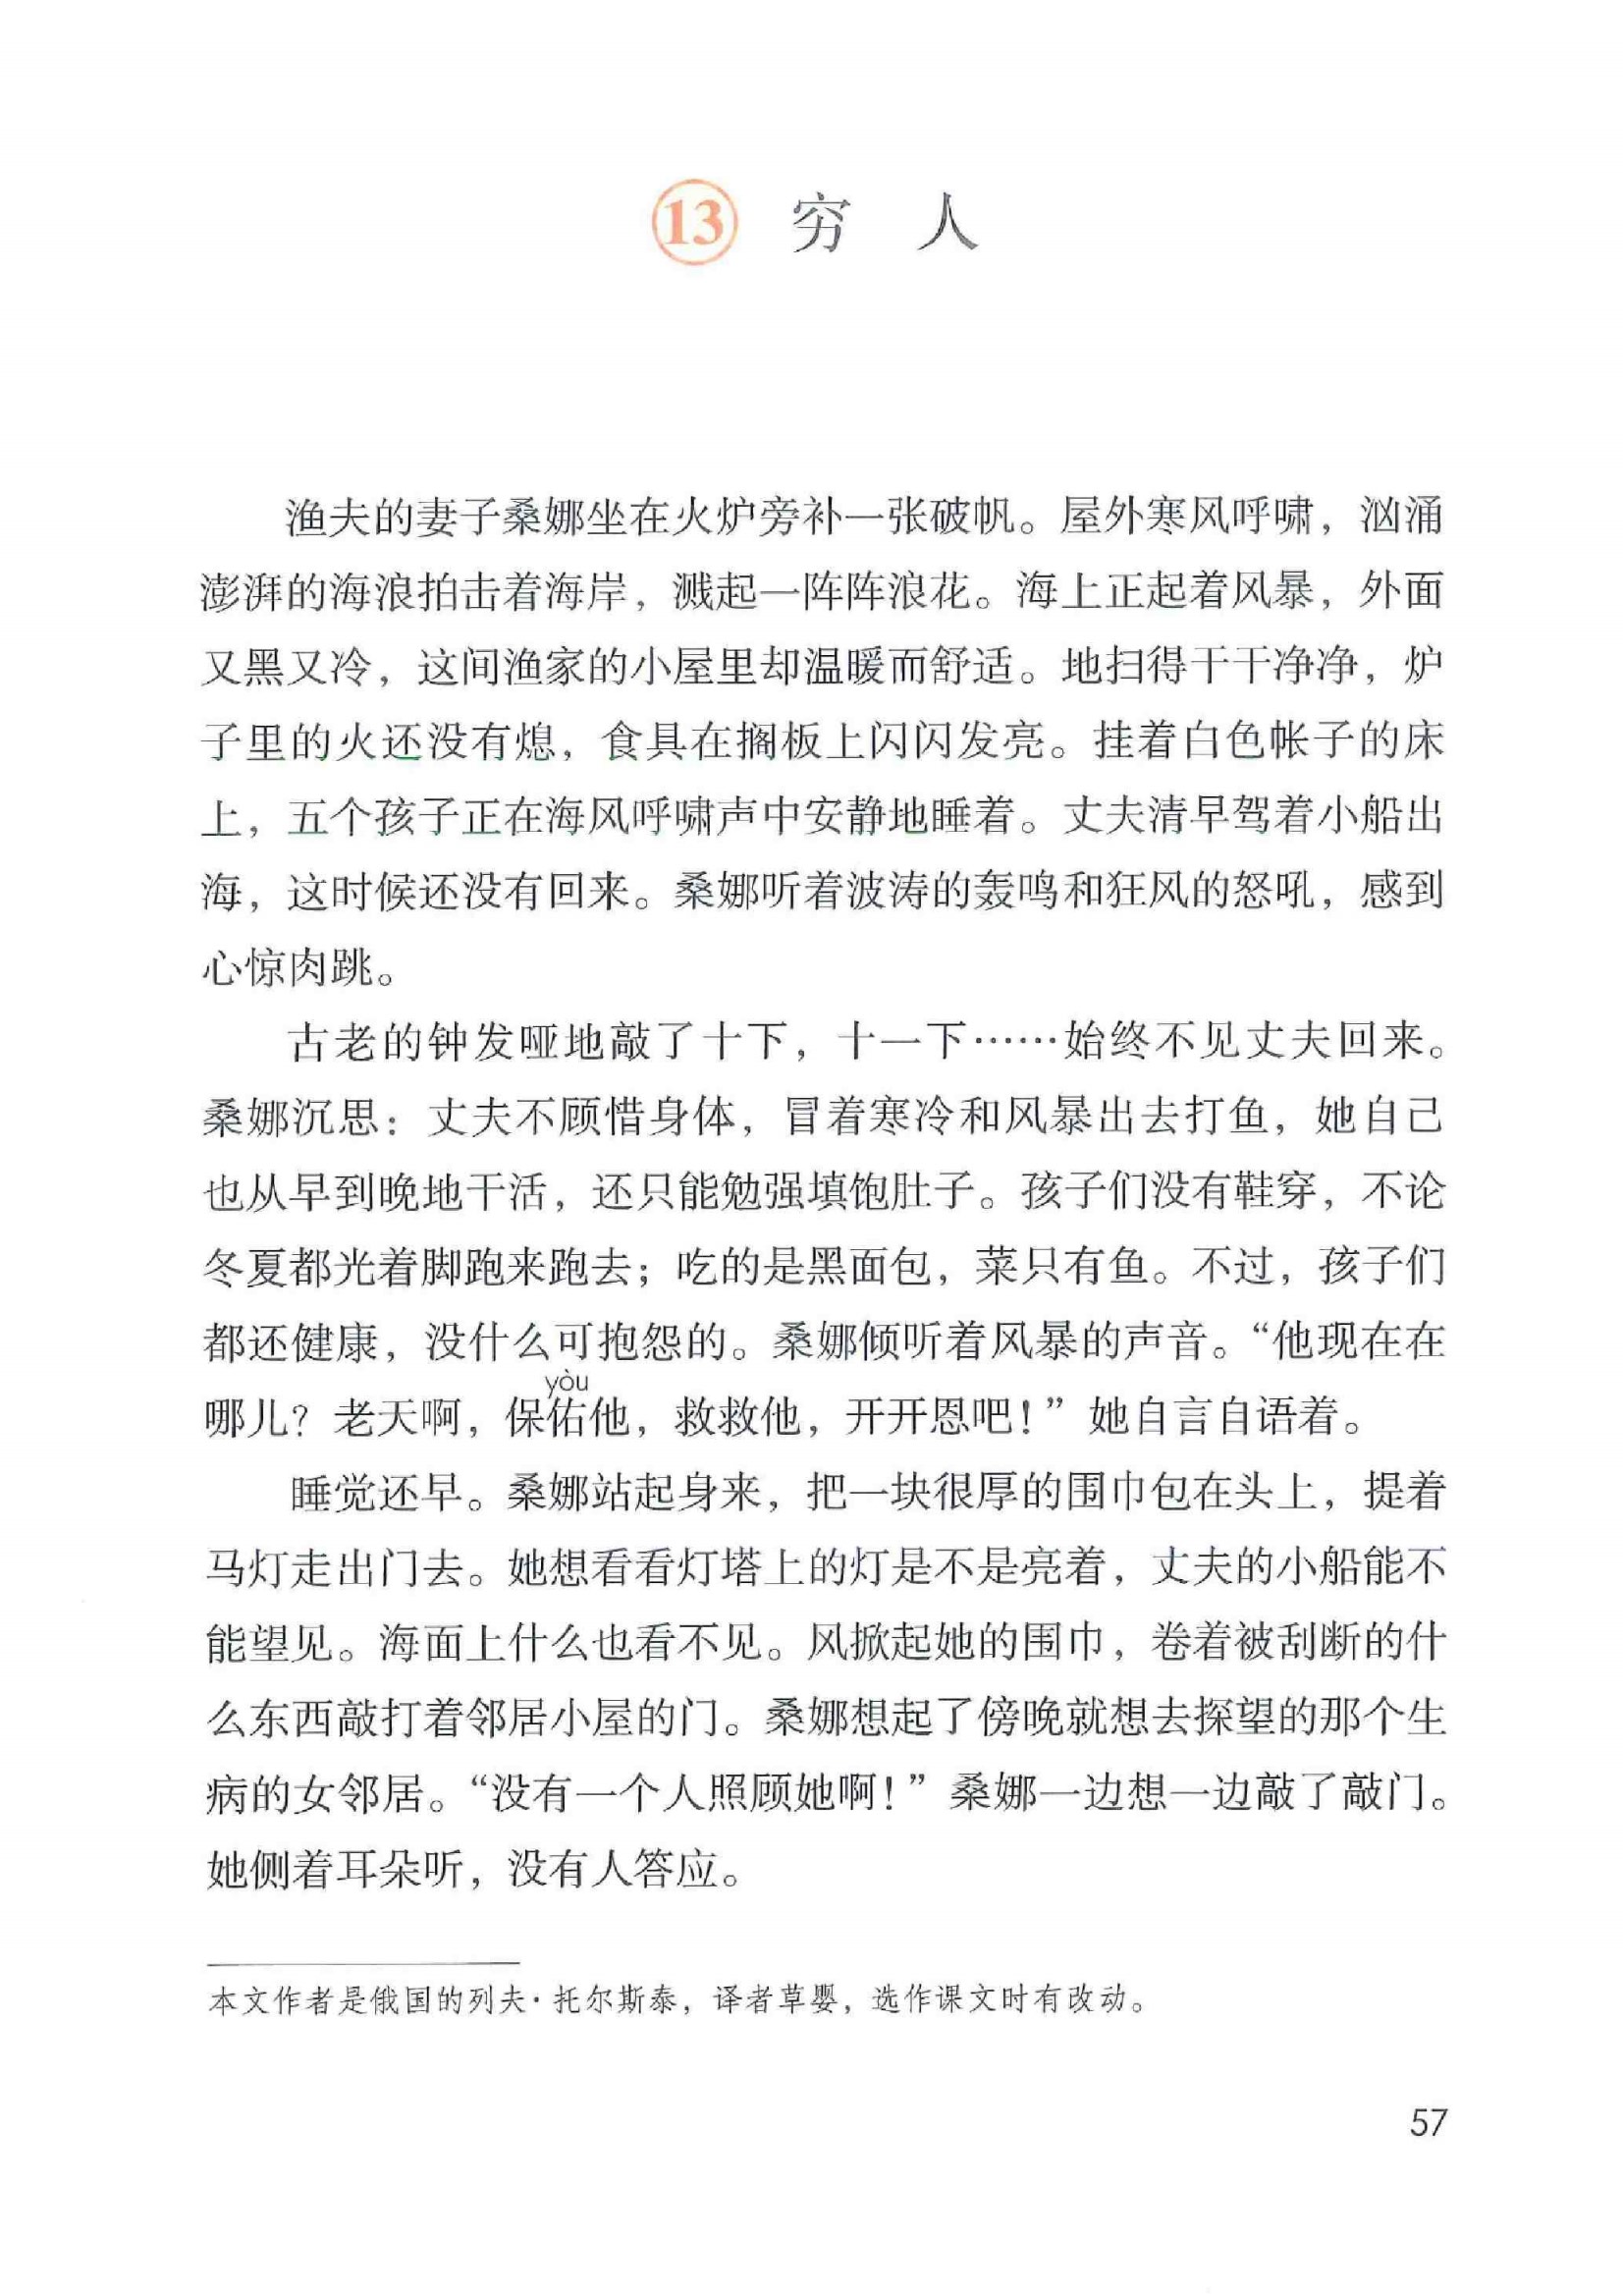 13 穷 人
渔夫的妻子桑娜坐在火炉旁补一张破帆。屋外寒风呼啸，汹涌
澎湃的海浪拍击着海岸，溅起一阵阵浪花。海上正起着风暴，外面
又黑又冷，这间渔家的小屋里却温暖而舒适。地扫得干干净净，炉
子里的火还没有熄，食具在搁板上闪闪发亮。挂着白色帐子的床
上，五个孩子正在海风呼啸声中安静地睡着。丈夫清早驾着小船出
海，这时候还没有回来。桑娜听着波涛的轰鸣和狂风的怒吼，感到
心惊肉跳。
古老的钟发哑地敲了十下，十一下……始终不见丈夫回来。
桑娜沉思：丈夫不顾惜身体，冒着寒冷和风暴出去打鱼，她自己
也从早到晚地干活，还只能勉强填饱肚子。孩子们没有鞋穿，不论
冬夏都光着脚跑来跑去；吃的是黑面包，菜只有鱼。不过，孩子们
都还健康，没什么可抱怨的。桑娜倾听着风暴的声音。“他现在在
yòu
哪儿？老天啊，保佑他，救救他，开开恩吧！”她自言自语着。
睡觉还早。桑娜站起身来，把一块很厚的围巾包在头上，提着
马灯走出门去。她想看看灯塔上的灯是不是亮着，丈夫的小船能不
能望见。海面上什么也看不见。风掀起她的围巾，卷着被刮断的什
么东西敲打着邻居小屋的门。桑娜想起了傍晚就想去探望的那个生
病的女邻居。“没有一个人照顾她啊！”桑娜一边想一边敲了敲门。
她侧着耳朵听，没有人答应。
本文作者是俄国的列夫·托尔斯泰，译者草婴，选作课文时有改动。
57